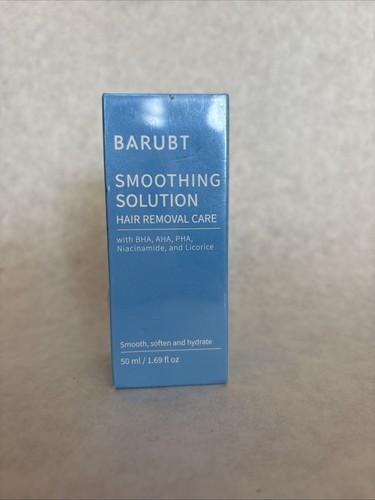 BARUBT
SMOOTHING
SOLUTION
HAIR REMOVAL CARE
with BHA, AHA, PHA,
Niacinamide, and Licorice
Smooth, soften and hydrate
50 ml / 1.69 fl oz